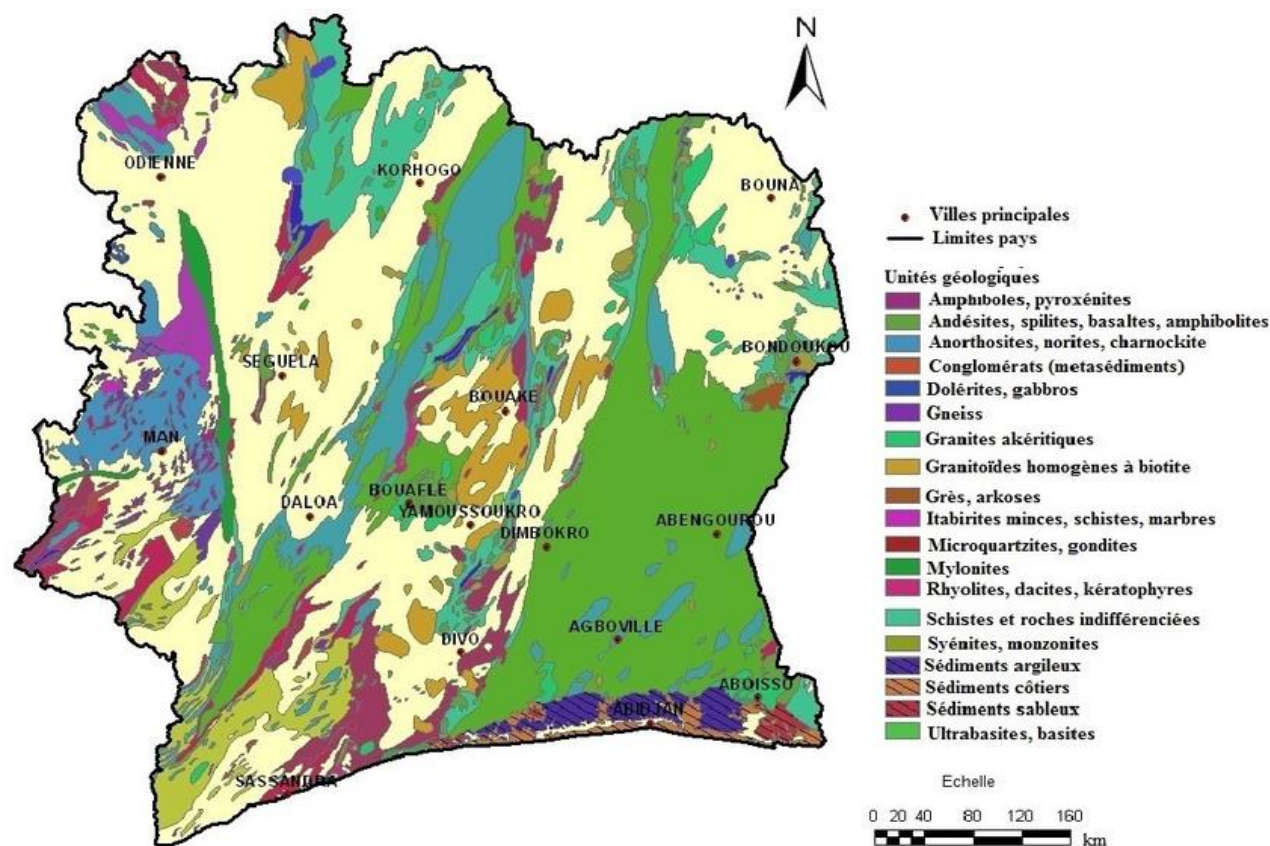 N
ODIENNE
KORHOGO
BOUNA
SEGUELA
BONDOUKOU
BOUAKE
MAN
DALOA
BOUAFLE
YAMOUSSOUKRO
DIMBOKRO
ABENGOUROU
DIVO
AGBOVILLE
ABOISSO
ABIDJAN
SASSANDRA
Villes principales
Limites pays
Unités géologiques
Amphiboles, pyroxénites
Andésites, spilites, basaltes, amphibolites
Anorthosites, norites, charnockite
Conglomérats (metasédiments)
Dolérites, gabbros
Gneiss
Granites akéritiques
Granitoïdes homogènes à biotite
Grès, arkoses
Itabirites minces, schistes, marbres
Microquartzites, gondites
Mylonites
Rhyolites, dacites, kératophyres
Schistes et roches indifférenciées
Syénites, monzonites
Sédiments argileux
Sédiments côtiers
Sédiments sableux
Ultrabasites, basites
Echelle
0 20 40 80 120 160
km